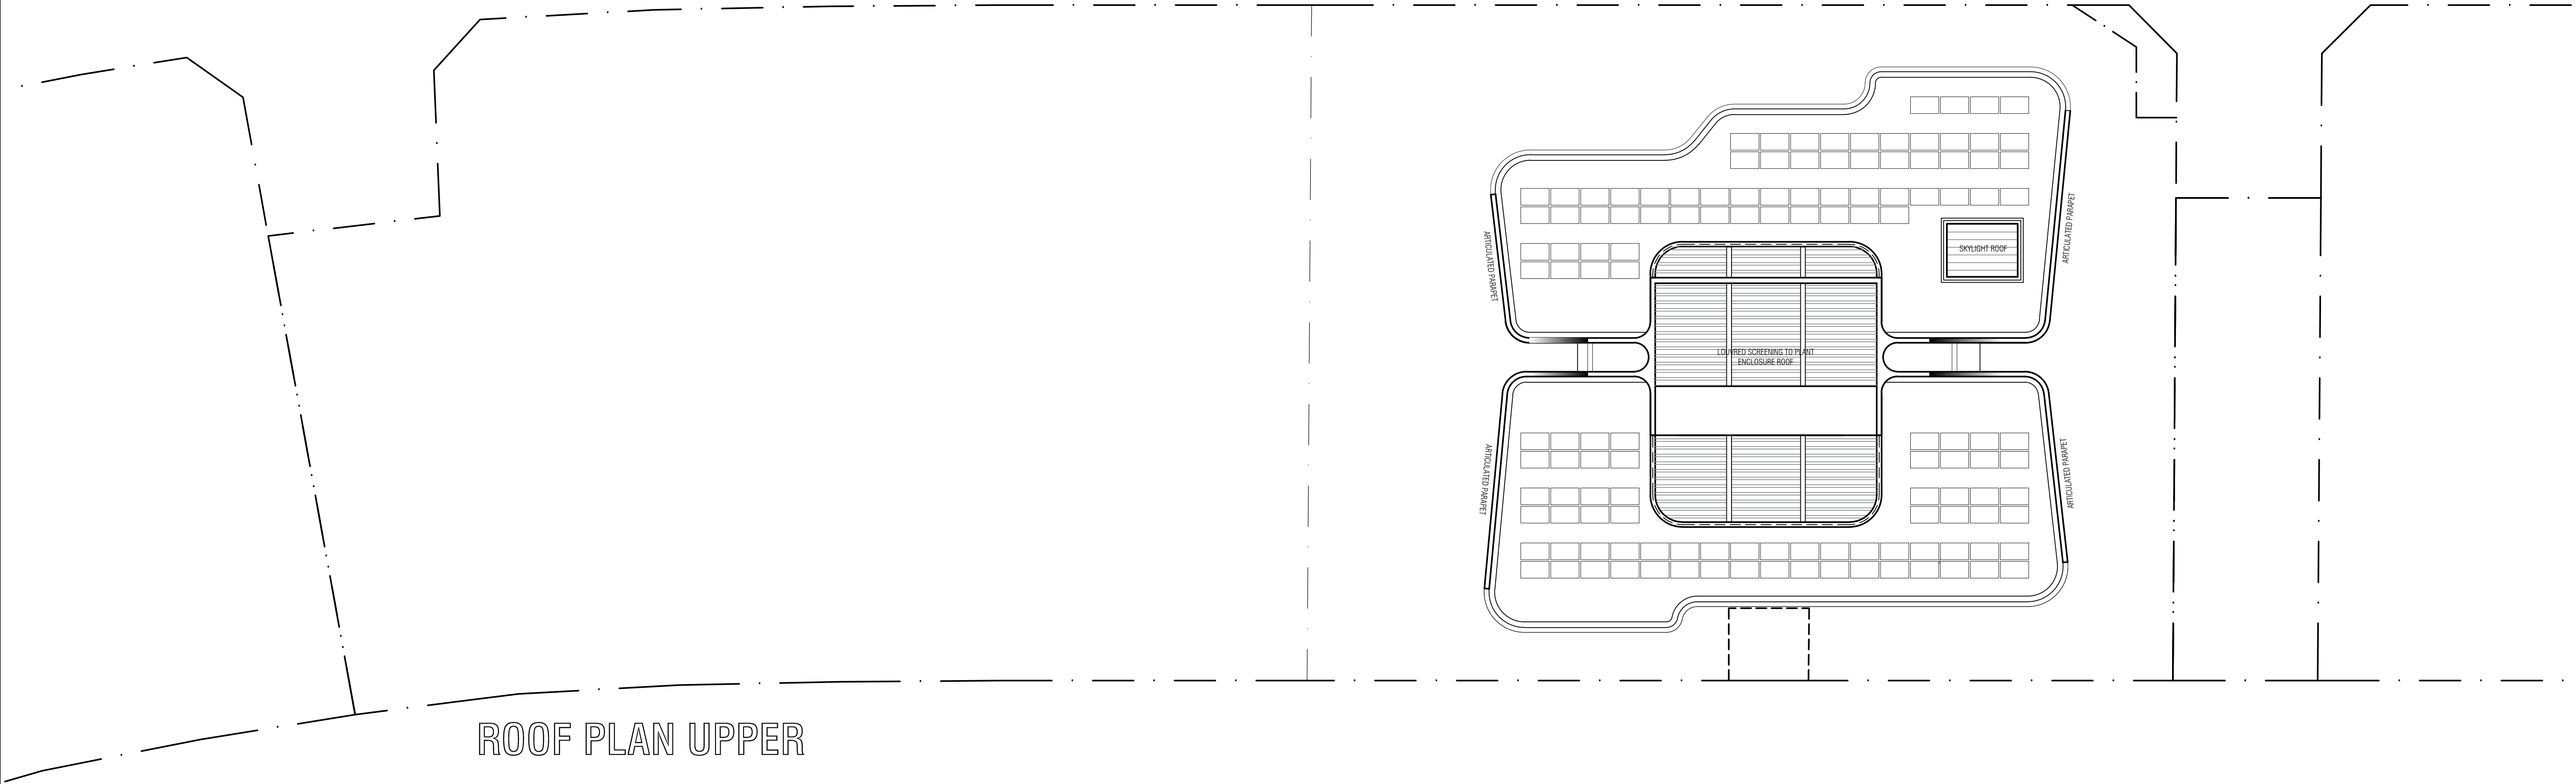 ARTICULATED PARAPET
ARTICULATED PARAPET
SKYLIGHT ROOF
LOUVRED SCREENING TO PLANT
ENCLOSURE ROOF
ARTICULATED PARAPET
ARTICULATED PARAPET
ROOF PLAN UPPER